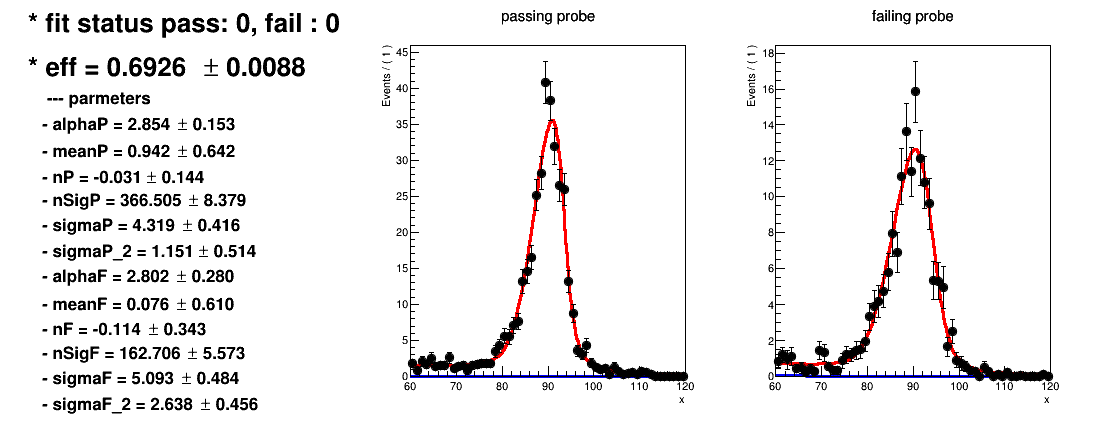 * fit status pass: 0, fail : 0
* eff = 0.6926 ± 0.0088
--- parmeters
- alphaP = 2.854 ± 0.153
- meanP = 0.942 ± 0.642
- nP = -0.031 ± 0.144
- nSigP = 366.505 ± 8.379
- sigmaP = 4.319 ± 0.416
- sigmaP_2 = 1.151 ± 0.514
- alphaF = 2.802 ± 0.280
- meanF = 0.076 ± 0.610
- nF = -0.114 ± 0.343
- nSigF = 162.706 ± 5.573
- sigmaF = 5.093 ± 0.484
- sigmaF_2 = 2.638 ± 0.456
passing probe
Events / ( 1 )
45
40
35
30
25
20
15
10
5
0
60 70 80 90 100 110 120
x
failing probe
Events / ( 1 )
18
16
14
12
10
8
6
4
2
0
60 70 80 90 100 110 120
x